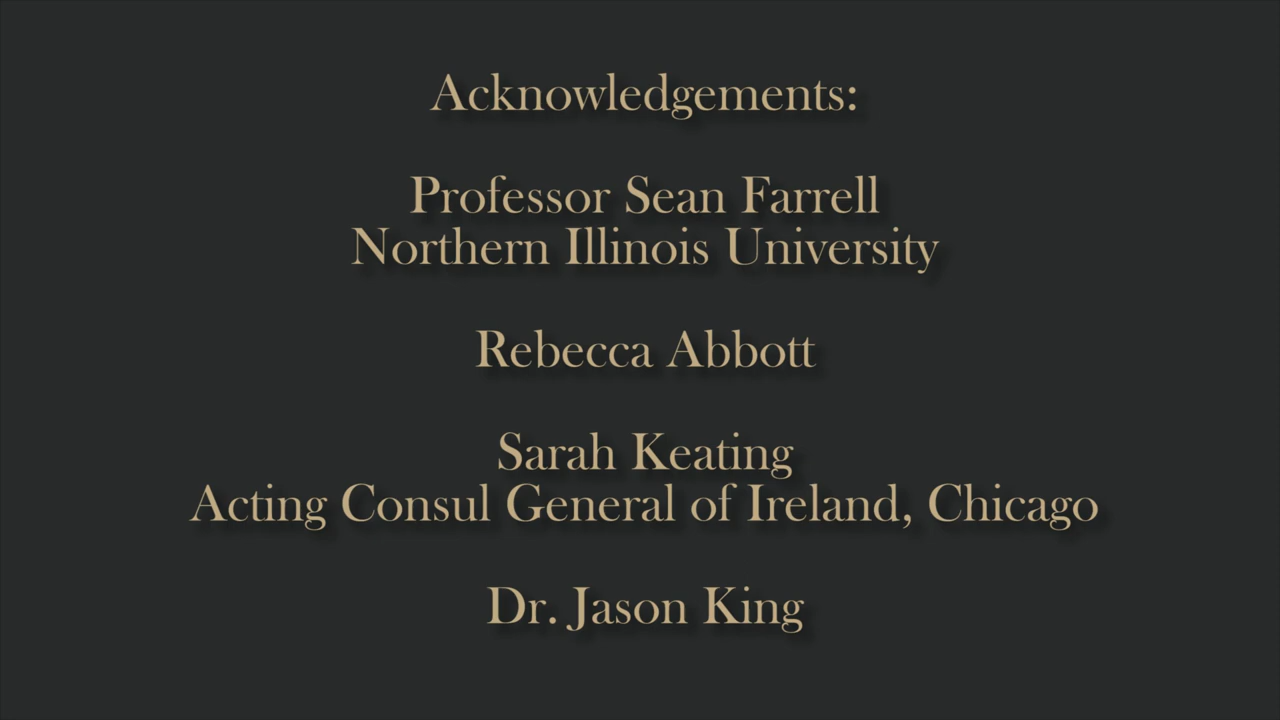 Acknowledgements:
Professor Sean Farrell
Northern Illinois University
Rebecca Abbott
Sarah Keating
Acting Consul General of Ireland, Chicago
Dr. Jason King